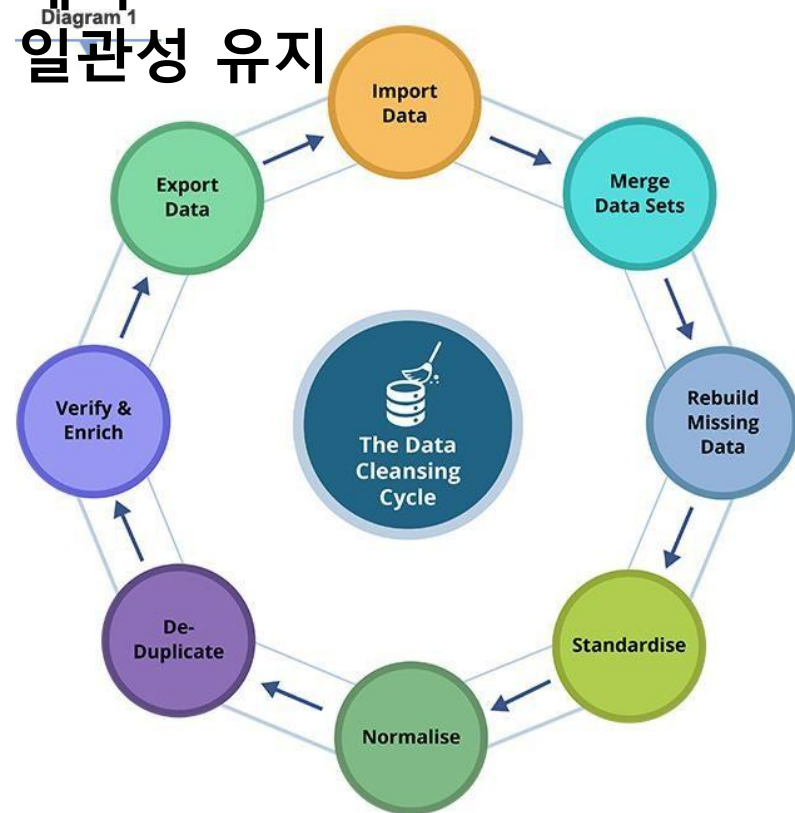 Diagram 1
일관성 유지
Import
Data
Merge
Data Sets
Rebuild
Missing
Data
Standardise
Normalise
De-
Duplicate
Verify &
Enrich
Export
Data
The Data
Cleansing
Cycle